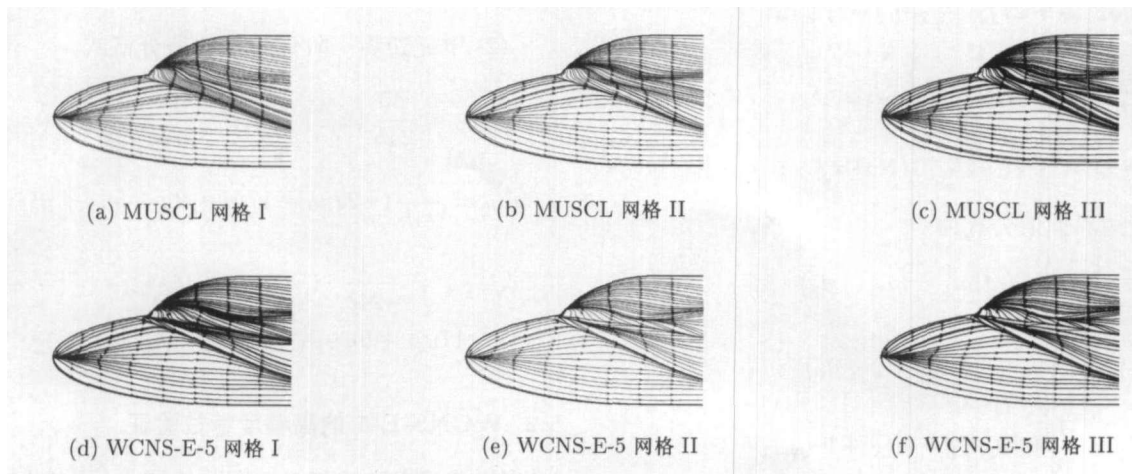 (a) MUSCL 网格 I
(b) MUSCL 网格 II
(c) MUSCL 网格 III
(d) WCNS-E-5 网格 I
(e) WCNS-E-5 网格 II
(f) WCNS-E-5 网格 III